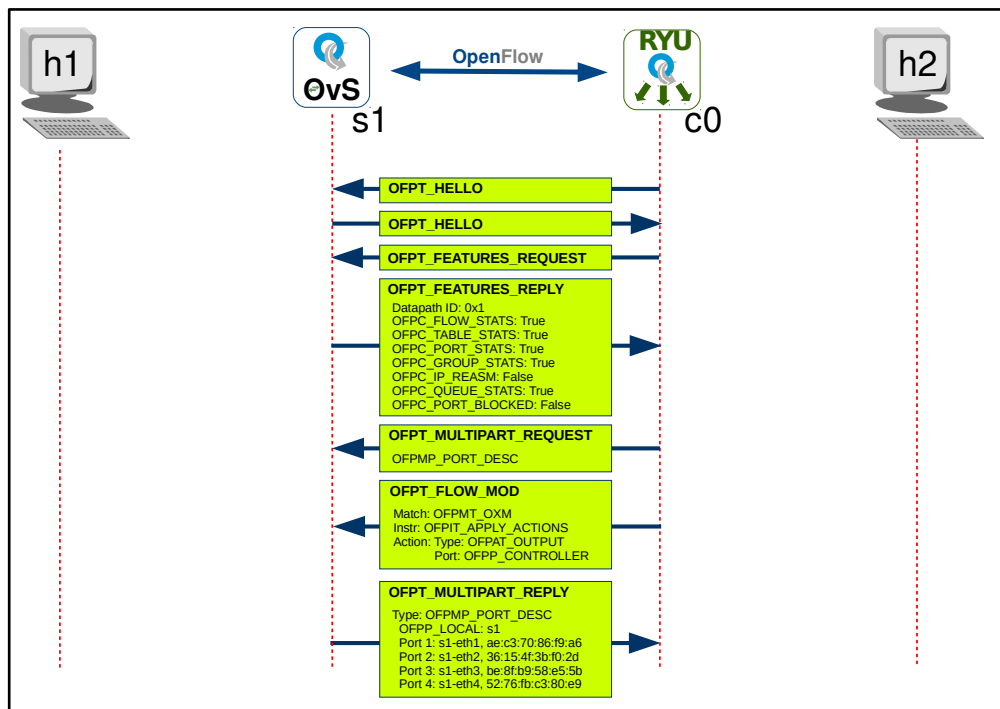 h1
OvS
s1
OpenFlow
RYU
c0
h2
OFPT_HELLO
OFPT_HELLO
OFPT_FEATURES_REQUEST
OFPT_FEATURES_REPLY
Datapath ID: 0x1
OFPC_FLOW_STATS: True
OFPC_TABLE_STATS: True
OFPC_PORT_STATS: True
OFPC_GROUP_STATS: True
OFPC_IP_REASM: False
OFPC_QUEUE_STATS: True
OFPC_PORT_BLOCKED: False
OFPT_MULTIPART_REQUEST
OFPMP_PORT_DESC
OFPT_FLOW_MOD
Match: OFPMT_OXM
Instr: OFPIT_APPLY_ACTIONS
Action: Type: OFPAT_OUTPUT
Port: OFPP_CONTROLLER
OFPT_MULTIPART_REPLY
Type: OFPMP_PORT_DESC
OFPP_LOCAL: s1
Port 1: s1-eth1, ae:c3:70:86:f9:a6
Port 2: s1-eth2, 36:15:4f:3b:f0:2d
Port 3: s1-eth3, be:8f:b9:58:e5:5b
Port 4: s1-eth4, 52:76:fb:c3:80:e9